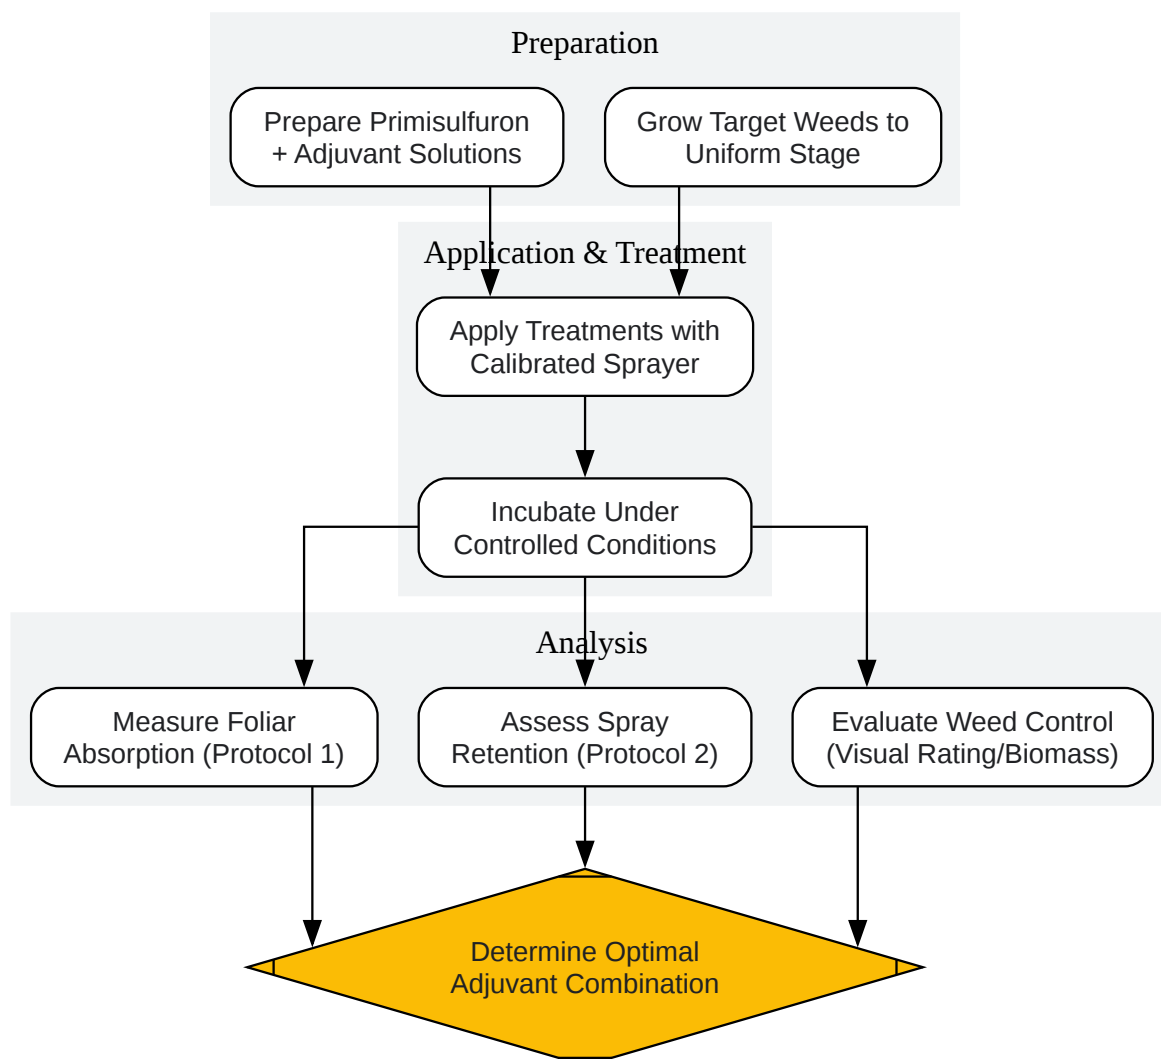 Preparation
Prepare Primisulfuron
+ Adjuvant Solutions
Grow Target Weeds to
Uniform Stage
Application & Treatment
Apply Treatments with
Calibrated Sprayer
Incubate Under
Controlled Conditions
Analysis
Measure Foliar
Absorption (Protocol 1)
Assess Spray
Retention (Protocol 2)
Evaluate Weed Control
(Visual Rating/Biomass)
Determine Optimal
Adjuvant Combination